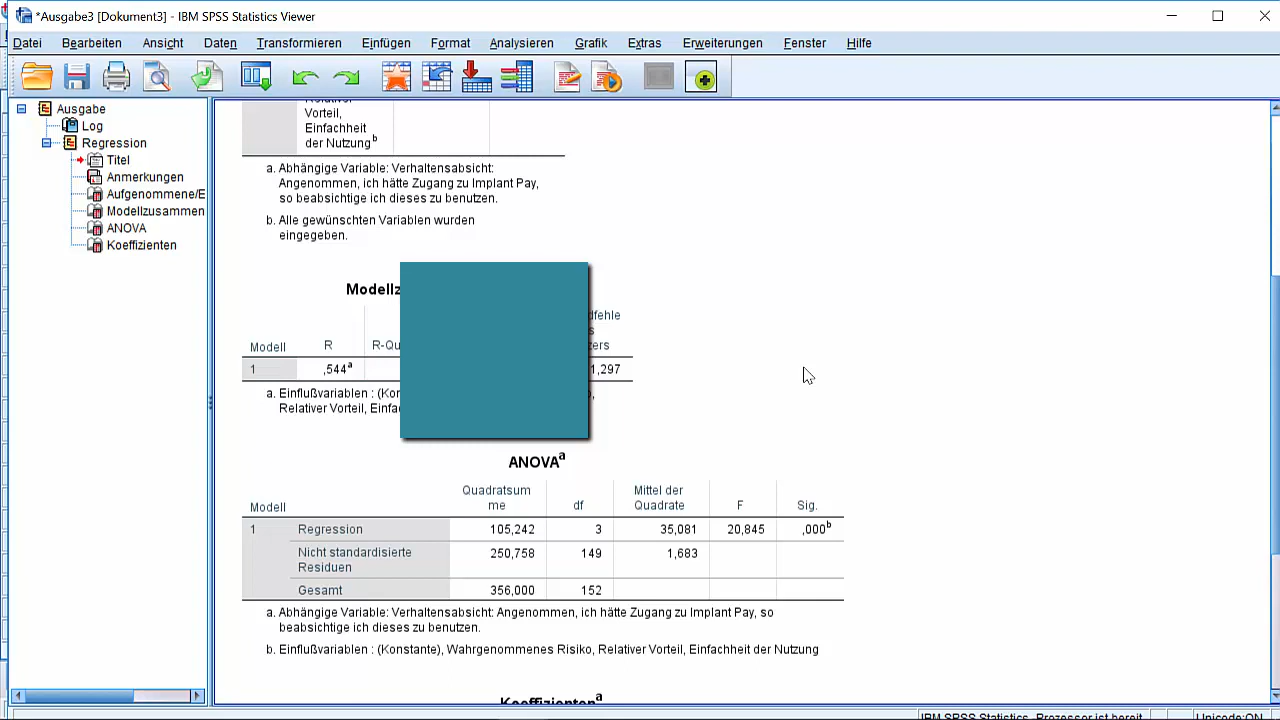 *Ausgabe3 [Dokument3] - IBM SPSS Statistics Viewer
Datei Bearbeiten Ansicht Daten Transformieren Einfügen Format Analysieren Grafik Extras Erweiterungen Fenster Hilfe
Ausgabe
Log
Regression
Titel
Anmerkungen
Aufgenommene/E
Modellzusammen
ANOVA
Koeffizienten
Relativer
Vorteil,
Einfachheit
der Nutzung b
a. Abhängige Variable: Verhaltensabsicht:
Angenommen, ich hätte Zugang zu Implant Pay,
so beabsichtige ich dieses zu benutzen.
b. Alle gewünschten Variablen wurden
eingegeben.
Modell R
1 ,544a 1,297
a. Einflußvariablen :
Relativer Vorteil,
ANOVAa
Modell Quadratsum
me df Mittel der
Quadrate F Sig.
1 Regression 105,242 3 35,081 20,845 ,000b
Nicht standardisierte
Residuen 250,758 149 1,683
Gesamt 356,000 152
a. Abhängige Variable: Verhaltensabsicht: Angenommen, ich hätte Zugang zu Implant Pay, so
beabsichtige ich dieses zu benutzen.
b. Einflußvariablen : (Konstante), Wahrgenommenes Risiko, Relativer Vorteil, Einfachheit der Nutzung
Koeffizientena
IBM SPSS Statistics -Prozessor ist bereit Unicode:ON